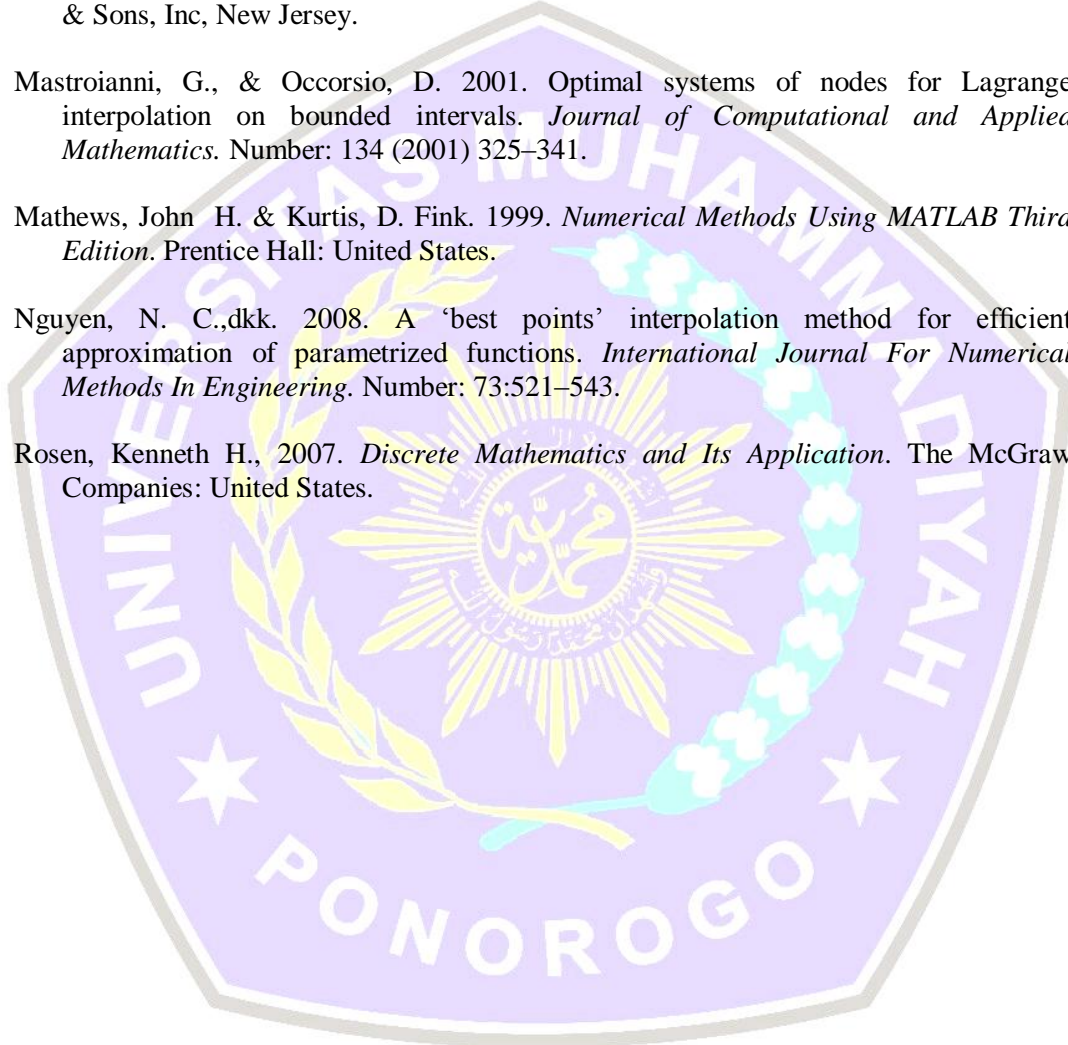 & Sons, Inc, New Jersey.
Mastroianni, G., & Occorsio, D. 2001. Optimal systems of nodes for Lagrange
interpolation on bounded intervals. Journal of Computational and Applied
Mathematics. Number: 134 (2001) 325–341.
Mathews, John H. & Kurtis, D. Fink. 1999. Numerical Methods Using MATLAB Third
Edition. Prentice Hall: United States.
Nguyen, N. C.,dkk. 2008. A ‘best points’ interpolation method for efficient
approximation of parametrized functions. International Journal For Numerical
Methods In Engineering. Number: 73:521–543.
Rosen, Kenneth H., 2007. Discrete Mathematics and Its Application. The McGraw
Companies: United States.
UNIVERSITAS MUHAMMADIYAH
PONOROGO
محمدية